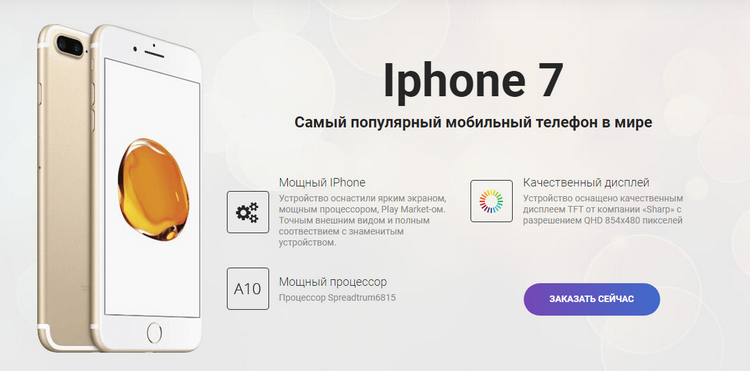 Iphone 7
Самый популярный мобильный телефон в мире
Мощный IPhone
Устройство оснастили ярким экраном,
мощным процессором, Play Market-ом.
Точным внешним видом и полным
соотвествием с знаменитым
устройством.
Качественный дисплей
Устройство оснащено качественным
дисплеем TFT от компании «Sharp» с
разрешением QHD 854x480 пикселей
A10
Мощный процессор
Процессор Spreadtrum6815
ЗАКАЗАТЬ СЕЙЧАС